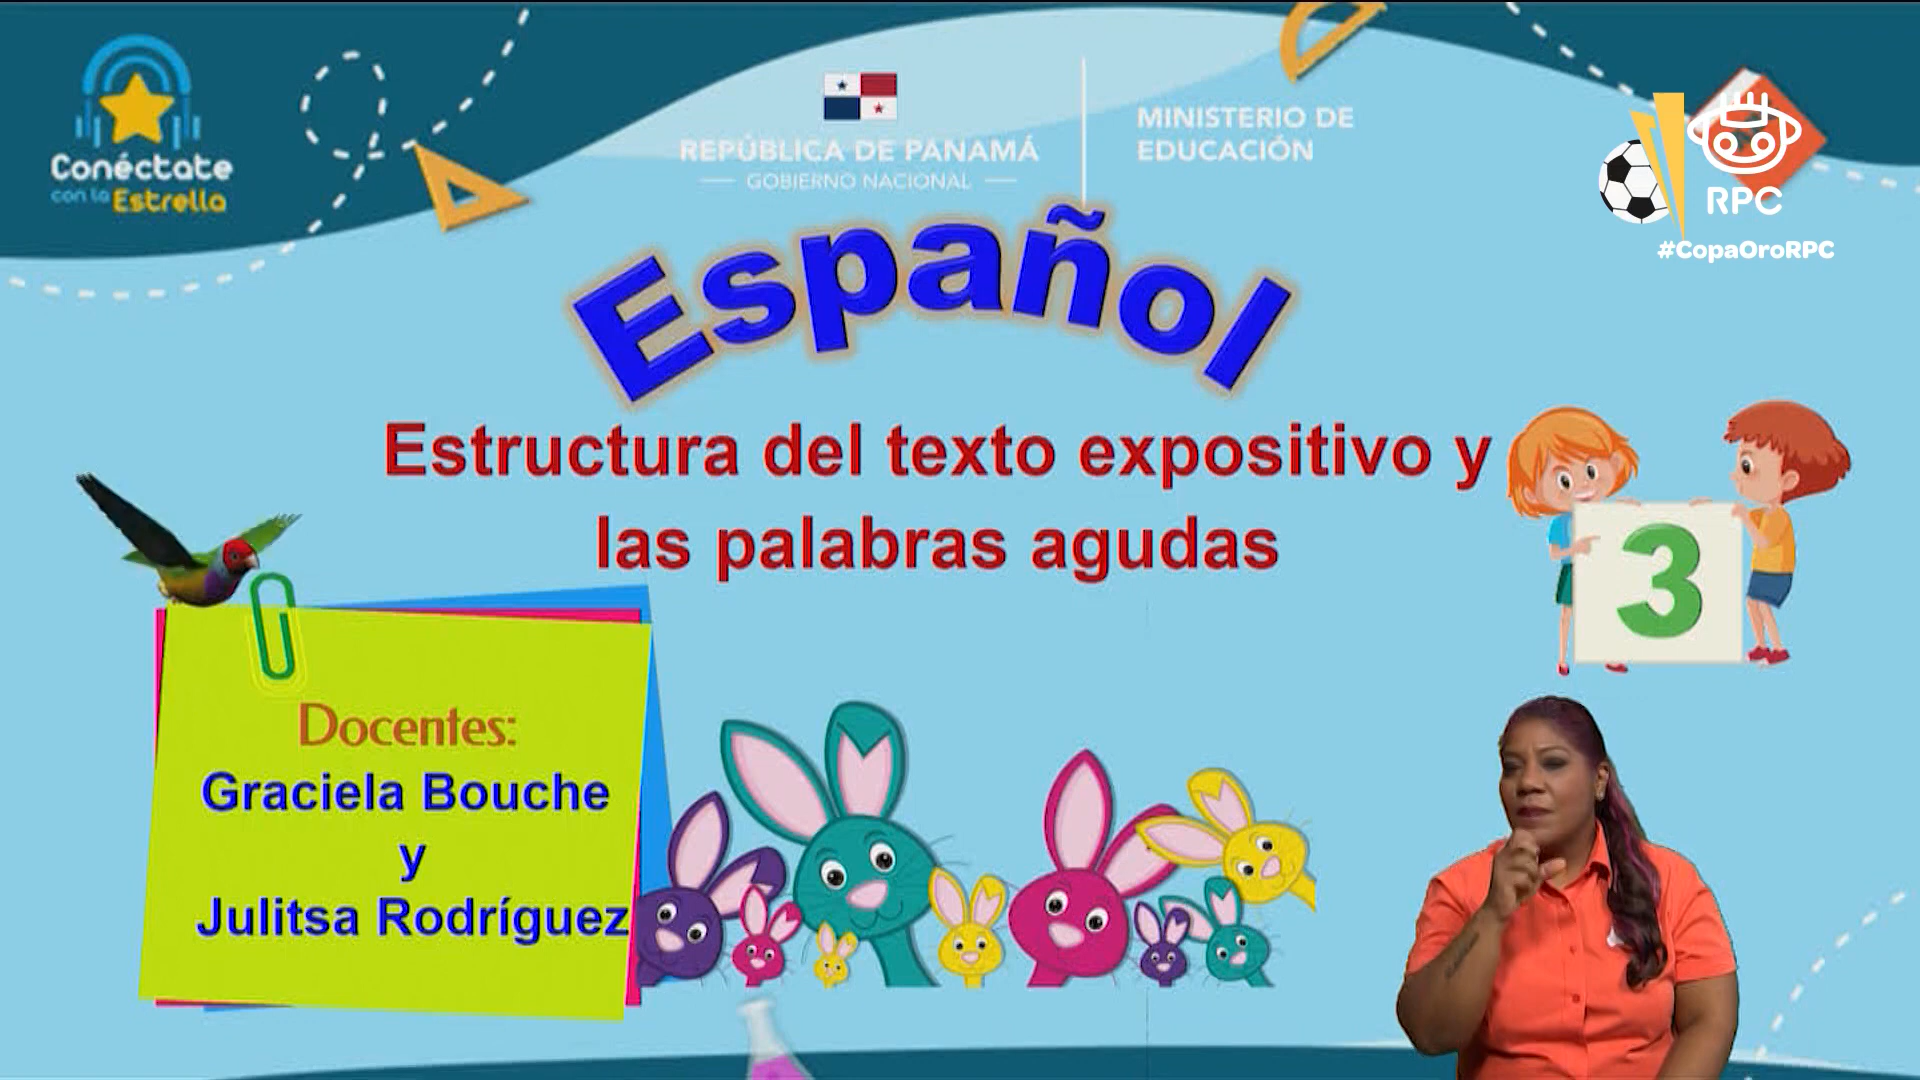 Conéctate
con la Estrella
REPÚBLICA DE PANAMÁ
GOBIERNO NACIONAL
MINISTERIO DE
EDUCACIÓN
RPC
#CopaOroRPC
Español
Estructura del texto expositivo y
las palabras agudas
3
Docentes:
Graciela Bouche
y
Julitsa Rodríguez